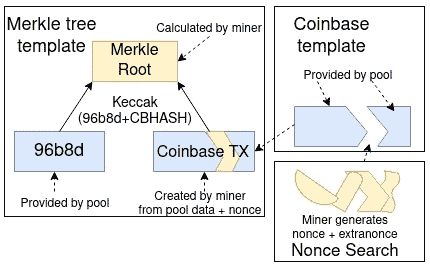 Merkle tree
template
Calculated by miner
Merkle
Root
Keccak
(96b8d+CBHASH)
96b8d
Coinbase TX
Provided by pool
Created by miner
from pool data + nonce
Coinbase
template
Provided by pool
Miner generates
nonce + extranonce
Nonce Search